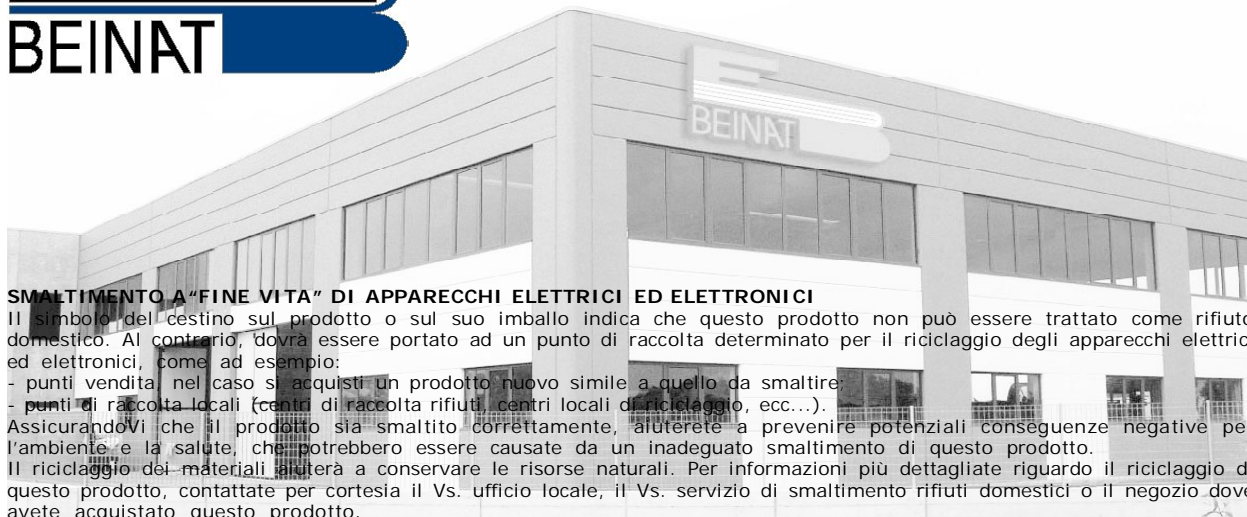 BEINAT
BEINAT
SMALTIMENTO A“FINE VITA” DI APPARECCHI ELETTRICI ED ELETTRONICI
Il simbolo del cestino sul prodotto o sul suo imballo indica che questo prodotto non può essere trattato come rifiuto
domestico. Al contrario, dovrà essere portato ad un punto di raccolta determinato per il riciclaggio degli apparecchi elettric
ed elettronici, come ad esempio:
- punti vendita, nel caso si acquisti un prodotto nuovo simile a quello da smaltire;
- punti di raccolta locali (centri di raccolta rifiuti, centri locali di riciclaggio, ecc...).
AssicurandoVi che il prodotto sia smaltito correttamente, aiuterete a prevenire potenziali conseguenze negative pe
l’ambiente e la salute, che potrebbero essere causate da un inadeguato smaltimento di questo prodotto.
Il riciclaggio dei materiali aiuterà a conservare le risorse naturali. Per informazioni più dettagliate riguardo il riciclaggio d
questo prodotto, contattate per cortesia il Vs. ufficio locale, il Vs. servizio di smaltimento rifiuti domestici o il negozio dove
avete acquistato questo prodotto.